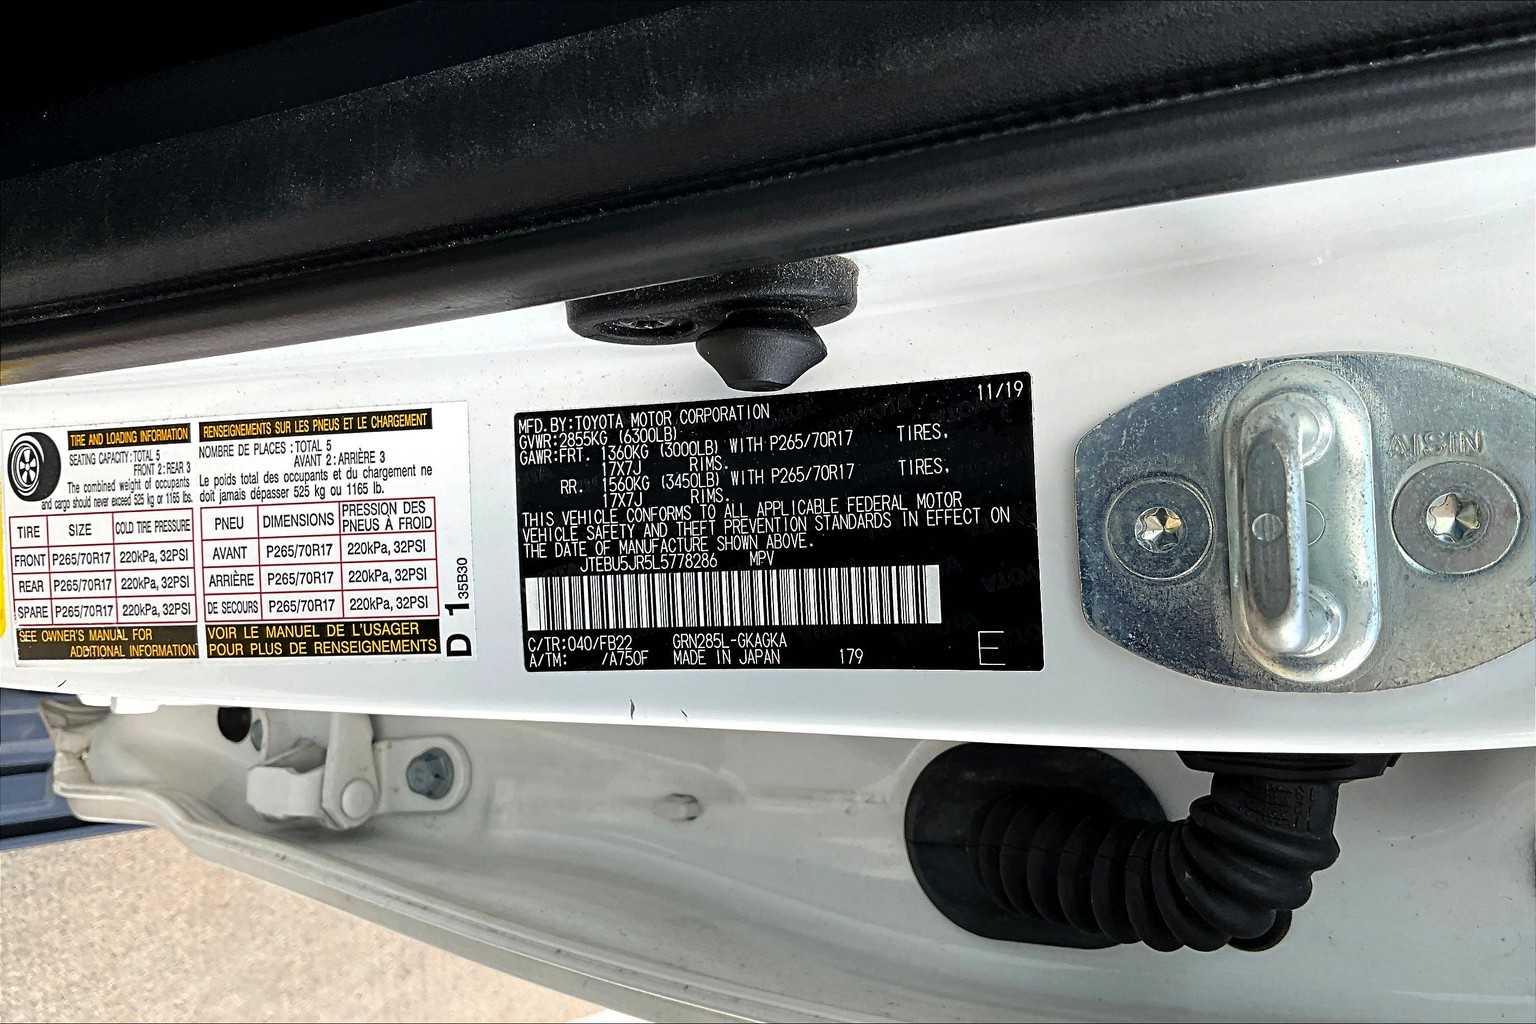 TIRE AND LOADING INFORMATION
SEATING CAPACITY: TOTAL 5
FRONT 2: REAR 3
The combined weight of occupants
and cargo should never exceed 525 kg or 1165 lbs.
TIRE SIZE COLD TIRE PRESSURE
FRONT P265/70R17 220kPa, 32PSI
REAR P265/70R17 220kPa, 32PSI
SPARE P265/70R17 220kPa, 32PSI
SEE OWNER'S MANUAL FOR
ADDITIONAL INFORMATION
RENSEIGNEMENTS SUR LES PNEUS ET LE CHARGEMENT
NOMBRE DE PLACES : TOTAL 5
AVANT 2 : ARRIÈRE 3
Le poids total des occupants et du chargement ne
doit jamais dépasser 525 kg ou 1165 lb.
PNEU DIMENSIONS PRESSION DES
PNEUS À FROID
AVANT P265/70R17 220kPa, 32PSI
ARRIÈRE P265/70R17 220kPa, 32PSI
DE SECOURS P265/70R17 220kPa, 32PSI
VOIR LE MANUEL DE L'USAGER
POUR PLUS DE RENSEIGNEMENTS
D 1 35B30
11/19
MFD.BY:TOYOTA MOTOR CORPORATION
GVWR:2855KG (6300LB)
GAWR:FRT. 1360KG (3000LB) WITH P265/70R17 TIRES,
17X7J RIMS.
RR. 1560KG (3450LB) WITH P265/70R17 TIRES,
17X7J RIMS.
THIS VEHICLE CONFORMS TO ALL APPLICABLE FEDERAL MOTOR
VEHICLE SAFETY AND THEFT PREVENTION STANDARDS IN EFFECT ON
THE DATE OF MANUFACTURE SHOWN ABOVE.
JTEBU5JR5L5778286 MPV
C/TR:040/FB22 GRN285L-GKAGKA
A/TM: /A750F MADE IN JAPAN 179
E
AISIN